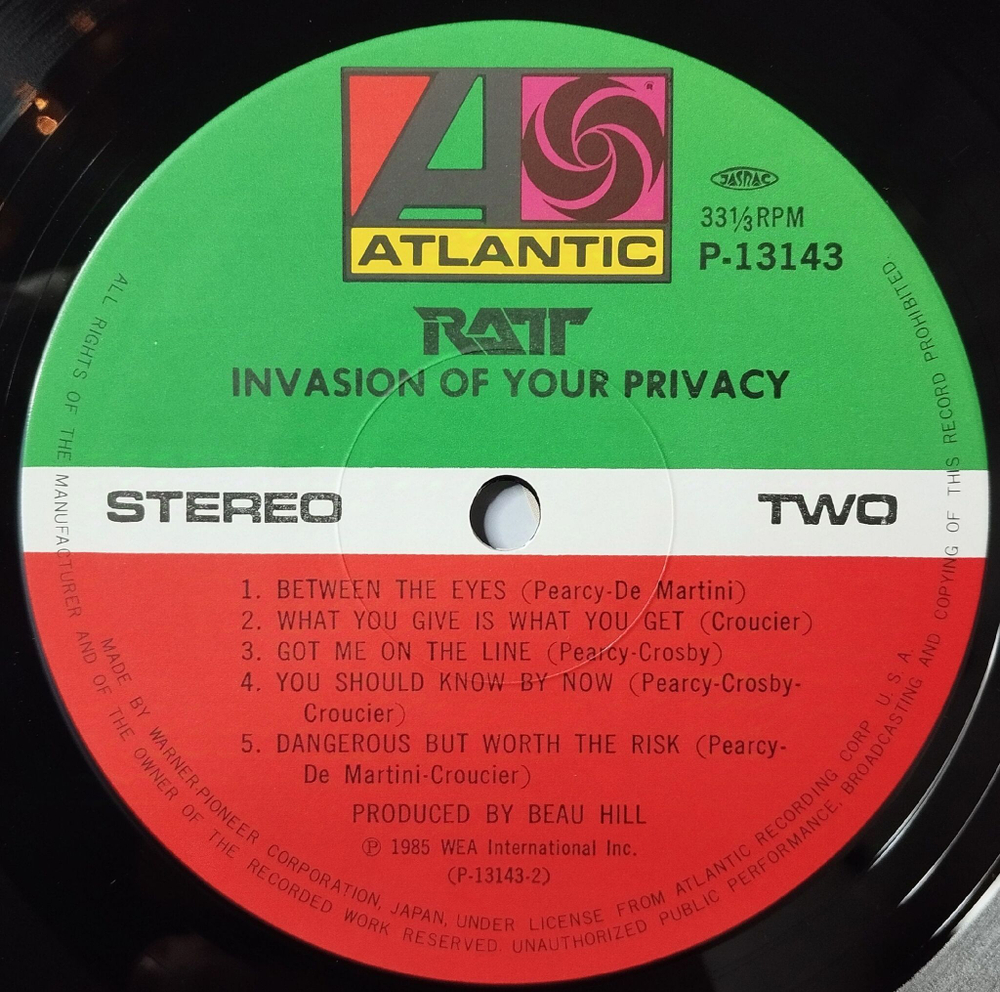 A
®
ATLANTIC
JASRAC
33⅓RPM
P-13143
RATT
INVASION OF YOUR PRIVACY
STEREO
TWO
1. BETWEEN THE EYES (Pearcy-De Martini)
2. WHAT YOU GIVE IS WHAT YOU GET (Croucier)
3. GOT ME ON THE LINE (Pearcy-Crosby)
4. YOU SHOULD KNOW BY NOW (Pearcy-Crosby-
Croucier)
5. DANGEROUS BUT WORTH THE RISK (Pearcy-
De Martini-Croucier)
PRODUCED BY BEAU HILL
℗ 1985 WEA International Inc.
(P-13143-2)
MADE BY WARNER-PIONEER CORPORATION, JAPAN, UNDER LICENSE FROM ATLANTIC RECORDING CORP. U. S. A.
ALL RIGHTS OF THE MANUFACTURER AND OF THE OWNER OF THE RECORDED WORK RESERVED. UNAUTHORIZED PUBLIC PERFORMANCE, BROADCASTING AND COPYING OF THIS RECORD PROHIBITED.